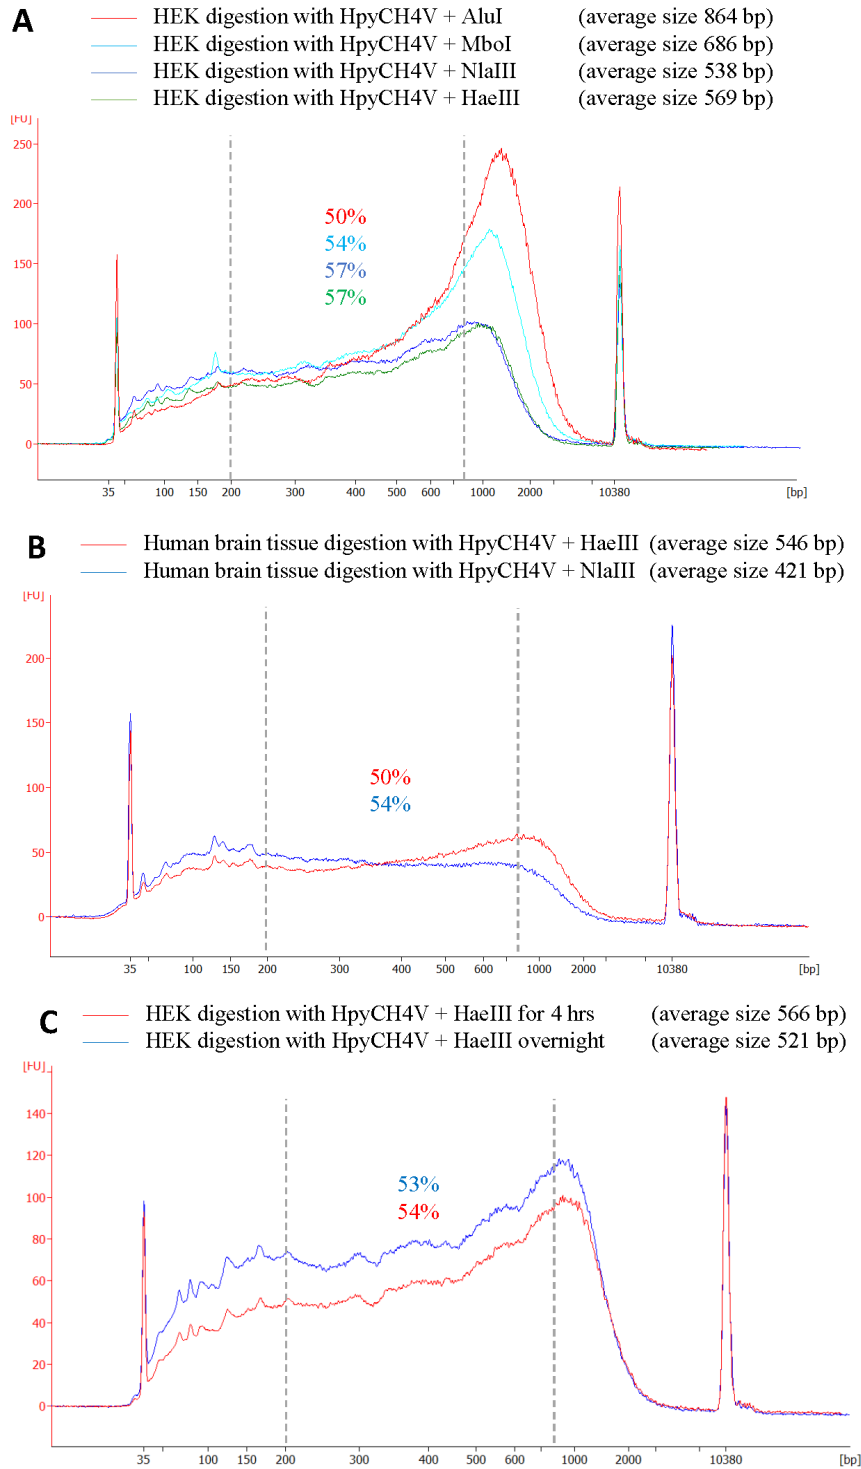 A
HEK digestion with HpyCH4V + AluI (average size 864 bp)
HEK digestion with HpyCH4V + MboI (average size 686 bp)
HEK digestion with HpyCH4V + NlaIII (average size 538 bp)
HEK digestion with HpyCH4V + HaeIII (average size 569 bp)
[FU]
250
200
150
100
50
0
50%
54%
57%
57%
35 100 150 200 300 400 500 600 1000 2000 10380 [bp]
B
Human brain tissue digestion with HpyCH4V + HaeIII (average size 546 bp)
Human brain tissue digestion with HpyCH4V + NlaIII (average size 421 bp)
[FU]
200
150
100
50
0
50%
54%
35 100 150 200 300 400 500 600 1000 2000 10380 [bp]
C
HEK digestion with HpyCH4V + HaeIII for 4 hrs (average size 566 bp)
HEK digestion with HpyCH4V + HaeIII overnight (average size 521 bp)
[FU]
140
120
100
80
60
40
20
0
53%
54%
35 100 150 200 400 500 600 1000 2000 10380 [bp]